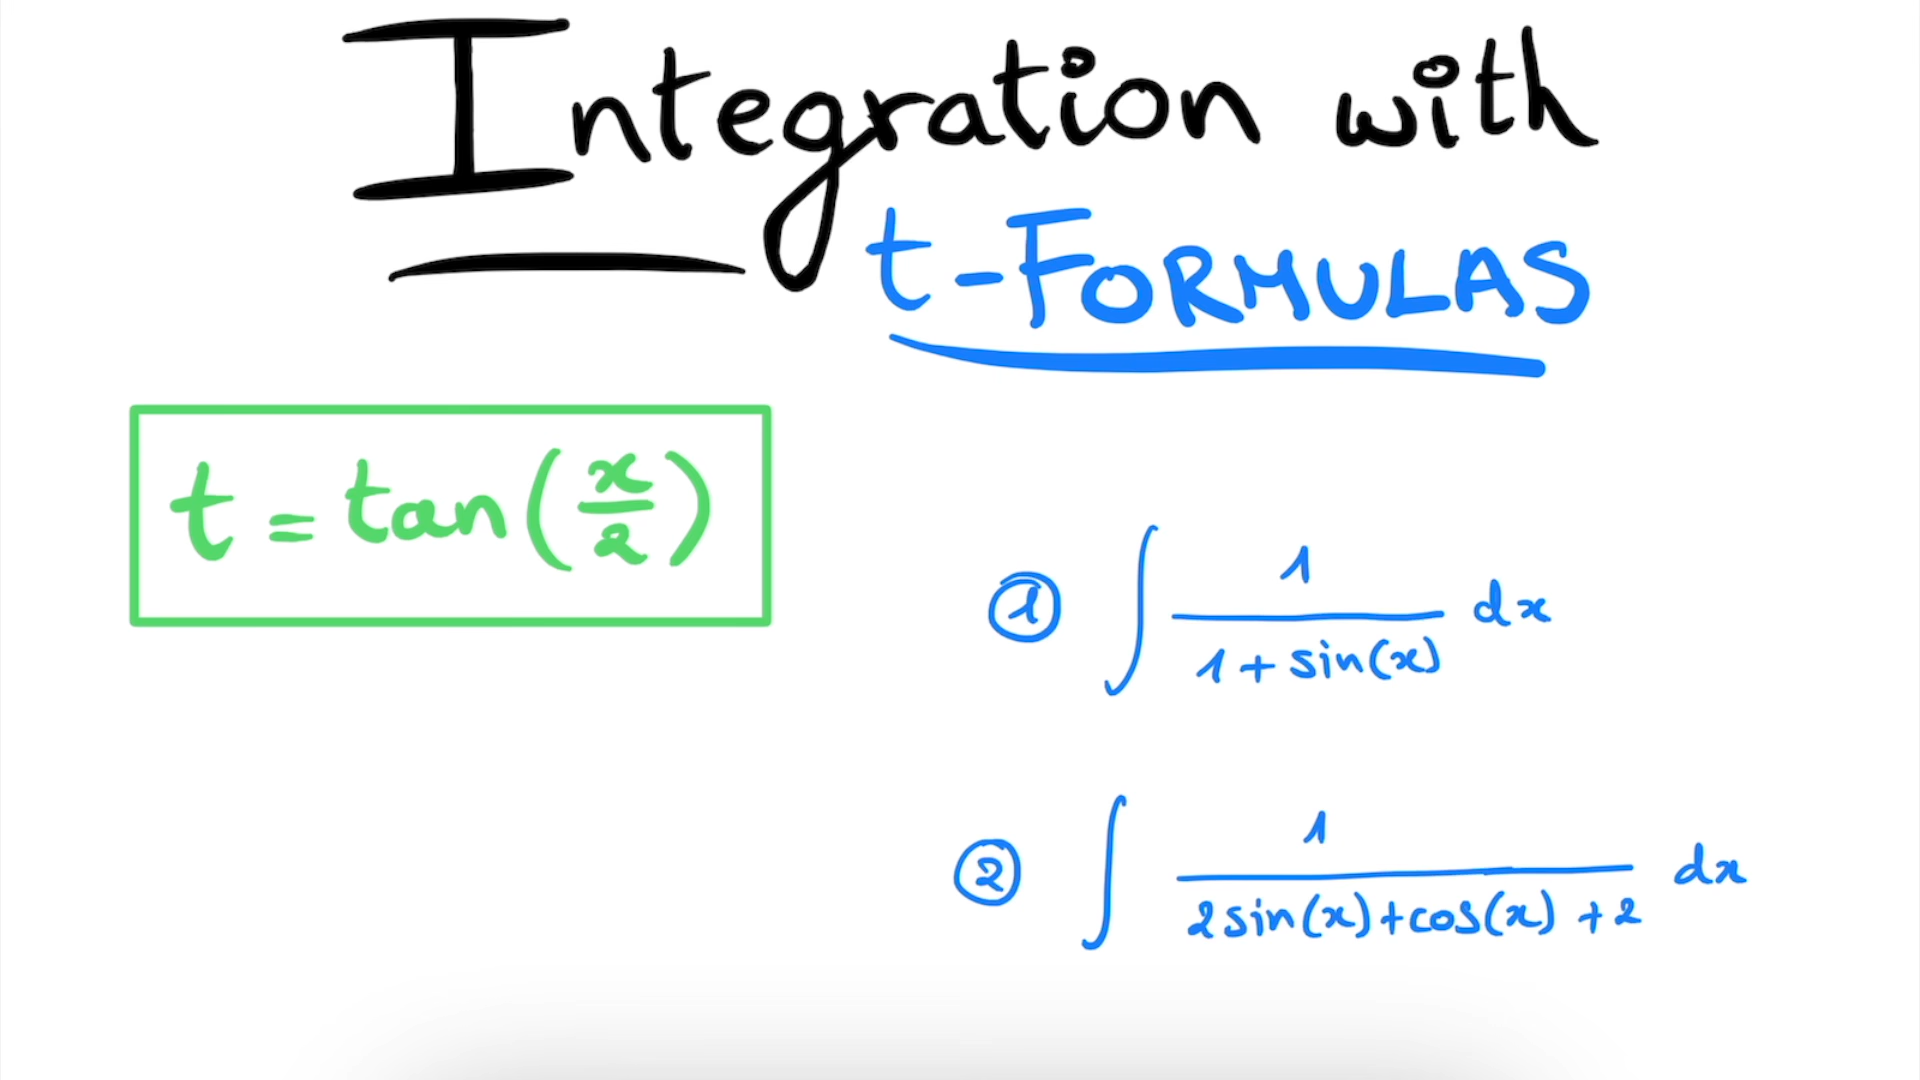 Integration with
t-FORMULAS
t = tan(x/2)
① ∫ 1/(1 + sin(x)) dx
② ∫ 1/(2sin(x)+cos(x) +2) dx